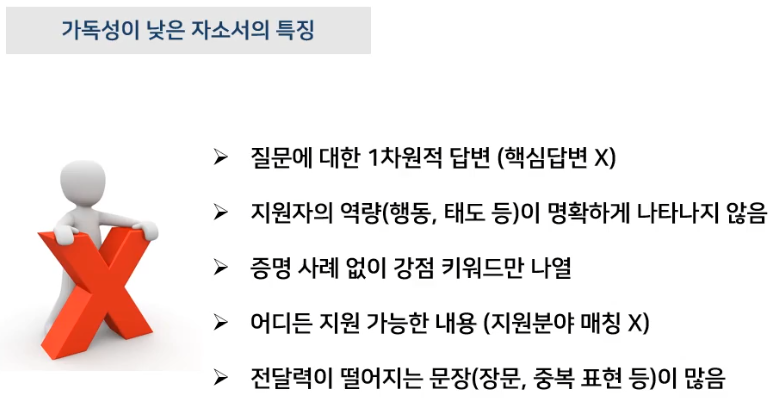 가독성이 낮은 자소서의 특징
➢ 질문에 대한 1차원적 답변 (핵심답변 X)
➢ 지원자의 역량(행동, 태도 등)이 명확하게 나타나지 않음
➢ 증명 사례 없이 강점 키워드만 나열
➢ 어디든 지원 가능한 내용 (지원분야 매칭 X)
➢ 전달력이 떨어지는 문장(장문, 중복 표현 등)이 많음